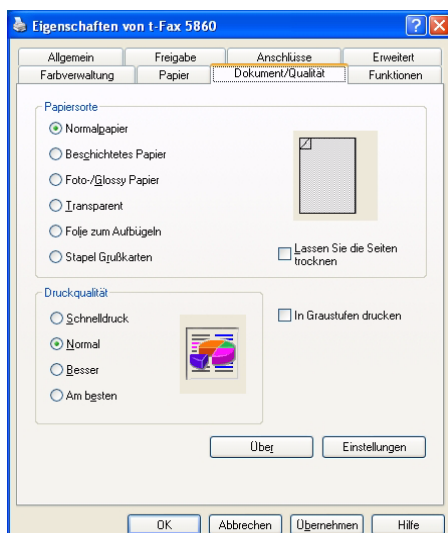 Eigenschaften von t-Fax 5860
Allgemein Freigabe Anschlüsse Erweitert
Farbverwaltung Papier Dokument/Qualität Funktionen
Papiersorte
Normalpapier
Beschichtetes Papier
Foto-/Glossy Papier
Transparent
Folie zum Aufbügeln
Stapel Grußkarten
Lassen Sie die Seiten
trocknen
Druckqualität
Schnelldruck
Normal
Besser
Am besten
In Graustufen drucken
Über Einstellungen
OK Abbrechen Übernehmen Hilfe